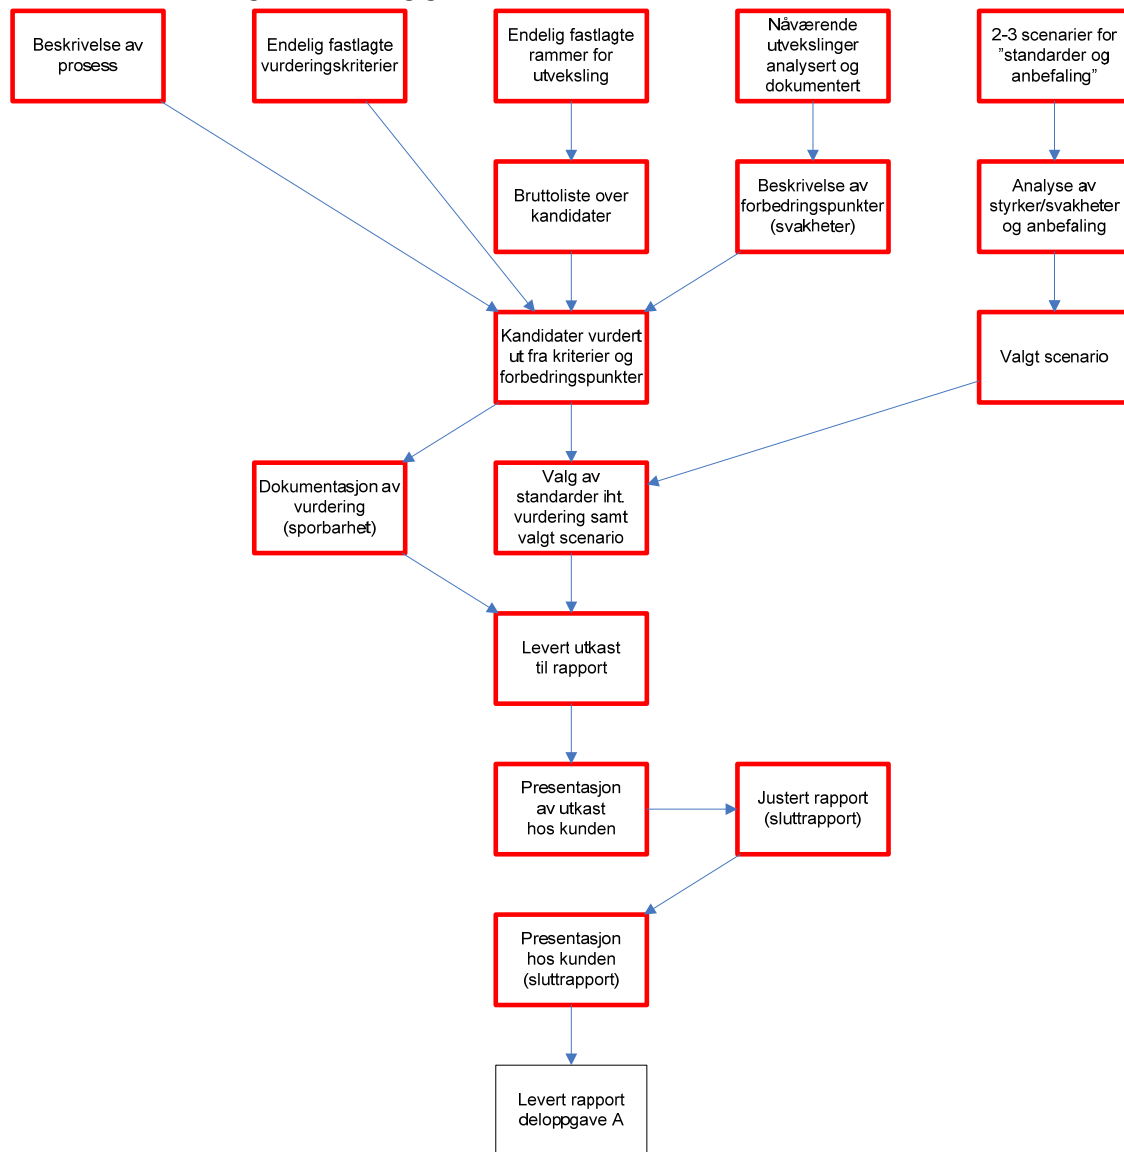 Beskrivelse av
prosess
Endelig fastlagte
vurderingskriterier
Endelig fastlagte
rammer for
utveksling
Nåværende
utvekslinger
analysert og
dokumentert
2-3 scenarier for
"standarder og
anbefaling"
Bruttoliste over
kandidater
Beskrivelse av
forbedringspunkter
(svakheter)
Analyse av
styrker/svakheter
og anbefaling
Kandidater vurdert
ut fra kriterier og
forbedringspunkter
Valgt scenario
Dokumentasjon av
vurdering
(sporbarhet)
Valg av
standarder iht.
vurdering samt
valgt scenario
Levert utkast
til rapport
Presentasjon
av utkast
hos kunden
Justert rapport
(sluttrapport)
Presentasjon
hos kunden
(sluttrapport)
Levert rapport
deloppgave A